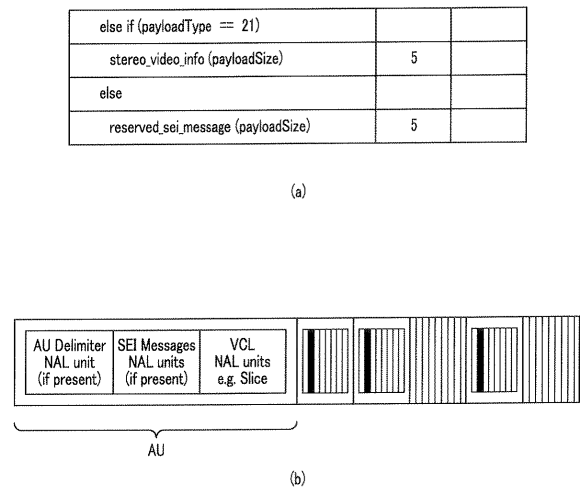 else if (payloadType == 21)
stereo_video_info (payloadSize) 5
else
reserved_sei_message (payloadSize) 5
(a)
AU Delimiter NAL unit (if present)
SEI Messages NAL units (if present)
VCL NAL units e.g. Slice
AU
(b)